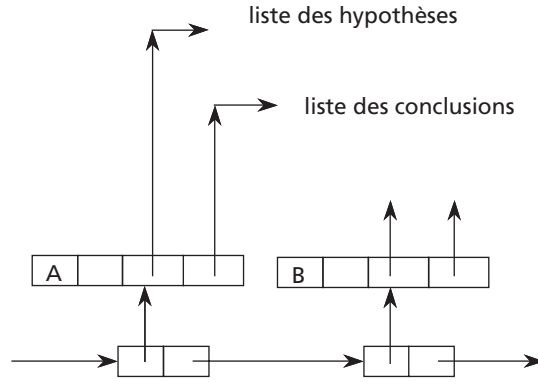 liste des hypothèses
liste des conclusions
A
B